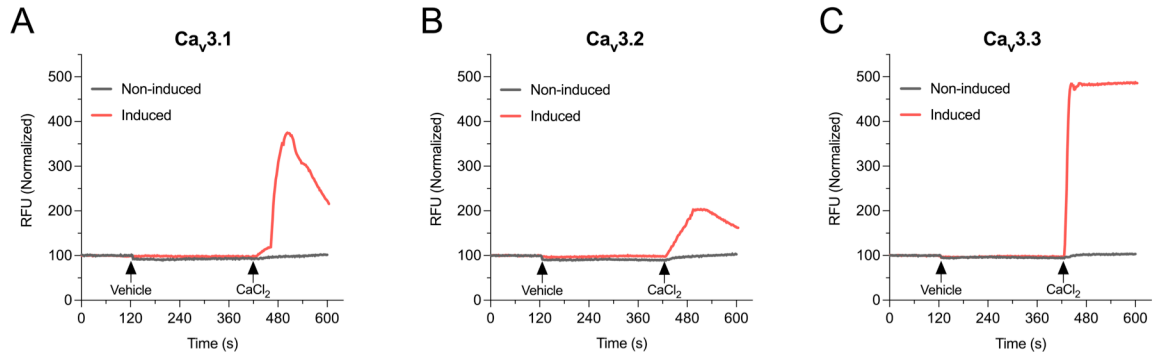 A
Cav3.1
500
400
300
200
100
0
RFU (Normalized)
Non-induced
Induced
Vehicle
CaCl2
0 120 240 360 480 600
Time (s)
B
Cav3.2
500
400
300
200
100
0
RFU (Normalized)
Non-induced
Induced
Vehicle
CaCl2
0 120 240 360 480 600
Time (s)
C
Cav3.3
500
400
300
200
100
0
RFU (Normalized)
Non-induced
Induced
Vehicle
CaCl2
0 120 240 360 480 600
Time (s)